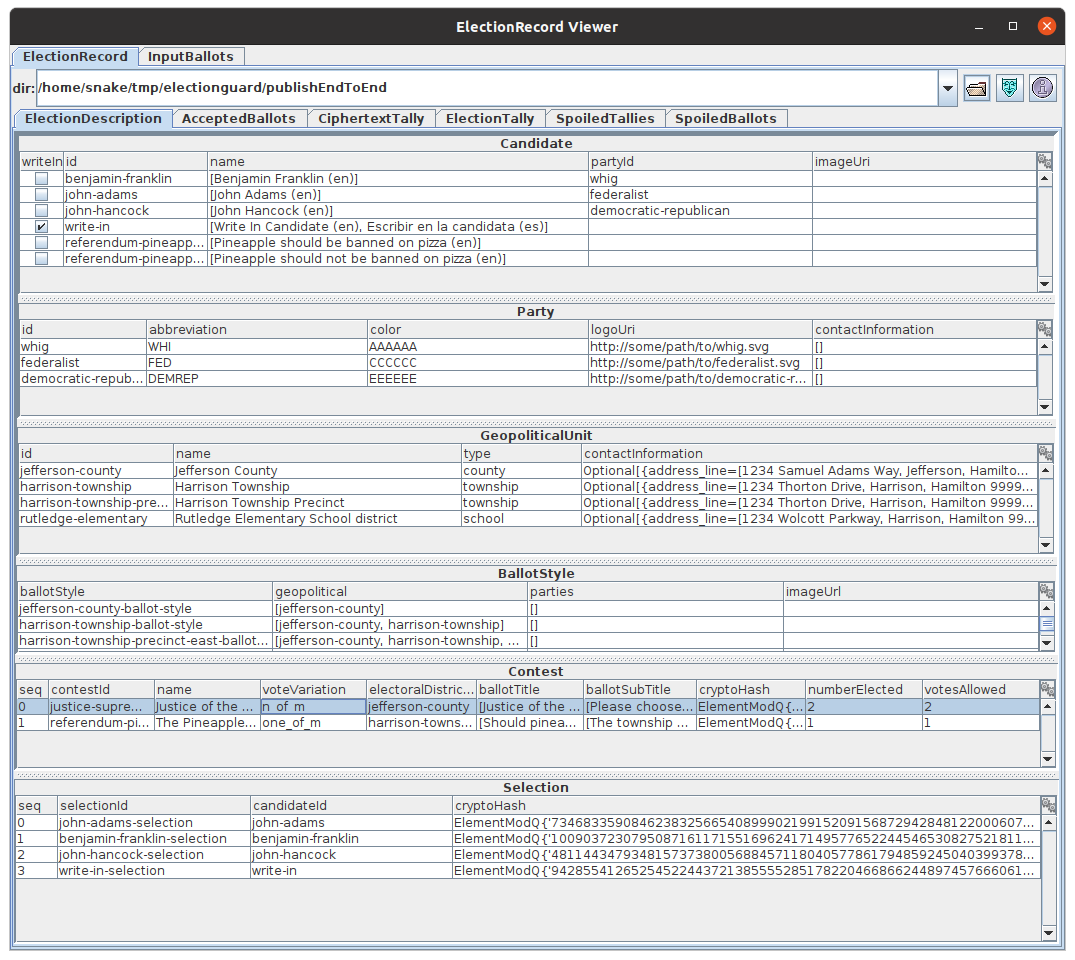 ElectionRecord Viewer
ElectionRecord InputBallots
dir: /home/snake/tmp/electionguard/publishEndToEnd
ElectionDescription AcceptedBallots CiphertextTally ElectionTally SpoiledTallies SpoiledBallots
Candidate
writeIn id name partyId imageUri
benjamin-franklin [Benjamin Franklin (en)] whig
john-adams [John Adams (en)] federalist
john-hancock [John Hancock (en)] democratic-republican
write-in [Write In Candidate (en), Escribir en la candidata (es)]
referendum-pineapp... [Pineapple should be banned on pizza (en)]
referendum-pineapp... [Pineapple should not be banned on pizza (en)]
Party
id abbreviation color logoUri contactInformation
whig WHI AAAAAA http://some/path/to/whig.svg []
federalist FED CCCCCC http://some/path/to/federalist.svg []
democratic-repub... DEMREP EEEEEE http://some/path/to/democratic-r... []
GeopoliticalUnit
id name type contactInformation
jefferson-county Jefferson County county Optional[{address_line=[1234 Samuel Adams Way, Jefferson, Hamilto...
harrison-township Harrison Township township Optional[{address_line=[1234 Thorton Drive, Harrison, Hamilton 9999...
harrison-township-pre... Harrison Township Precinct township Optional[{address_line=[1234 Thorton Drive, Harrison, Hamilton 9999...
rutledge-elementary Rutledge Elementary School district school Optional[{address_line=[1234 Wolcott Parkway, Harrison, Hamilton 99...
BallotStyle
ballotStyle geopolitical parties imageUrl
jefferson-county-ballot-style [jefferson-county] []
harrison-township-ballot-style [jefferson-county, harrison-township] []
harrison-township-precinct-east-ballot... [jefferson-county, harrison-township, ... []
Contest
seq contestId name voteVariation electoralDistric... ballotTitle ballotSubTitle cryptoHash numberElected votesAllowed
0 justice-supre... Justice of the ... n_of_m jefferson-county [Justice of the ... [Please choose... ElementModQ{'... 2 2
1 referendum-pi... The Pineapple... one_of_m harrison-towns... [Should pinea... [The township ... ElementModQ{'... 1 1
Selection
seq selectionId candidateId cryptoHash
0 john-adams-selection john-adams ElementModQ{'73468335908462383256654089990219915209156872942848122000607...
1 benjamin-franklin-selection benjamin-franklin ElementModQ{'10090372307950871611715516962417149577652244546530827521811...
2 john-hancock-selection john-hancock ElementModQ{'48114434793481573738005688457118040577861794859245040399378...
3 write-in-selection write-in ElementModQ{'94285541265254522443721385555285178220466866244897457666061...